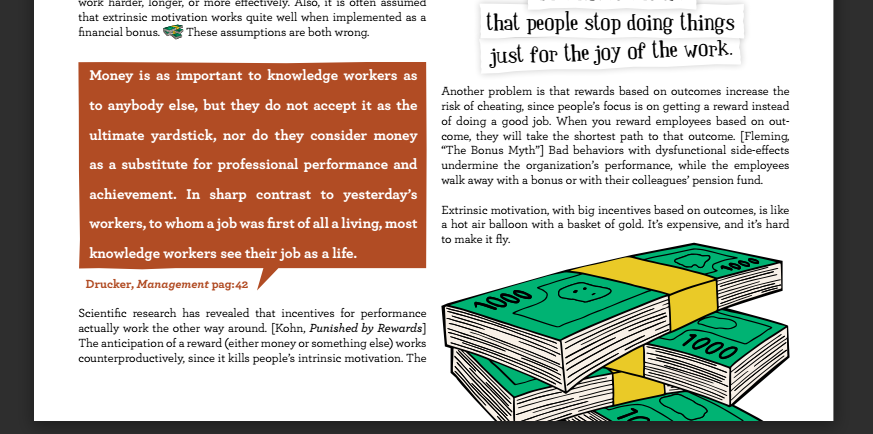 work harder, longer, or more effectively. Also, it is often assumed
that extrinsic motivation works quite well when implemented as a
financial bonus. These assumptions are both wrong.
Money is as important to knowledge workers as
to anybody else, but they do not accept it as the
ultimate yardstick, nor do they consider money
as a substitute for professional performance and
achievement. In sharp contrast to yesterday's
workers, to whom a job was first of all a living, most
knowledge workers see their job as a life.
Drucker, Management pag:42
Scientific research has revealed that incentives for performance
actually work the other way around. [Kohn, Punished by Rewards]
The anticipation of a reward (either money or something else) works
counterproductively, since it kills people's intrinsic motivation. The
that people stop doing things
just for the joy of the work.
Another problem is that rewards based on outcomes increase the
risk of cheating, since people's focus is on getting a reward instead
of doing a good job. When you reward employees based on out-
come, they will take the shortest path to that outcome. [Fleming,
“The Bonus Myth”] Bad behaviors with dysfunctional side-effects
undermine the organization's performance, while the employees
walk away with a bonus or with their colleagues' pension fund.
Extrinsic motivation, with big incentives based on outcomes, is like
a hot air balloon with a basket of gold. It's expensive, and it's hard
to make it fly.
1000
1000
1000